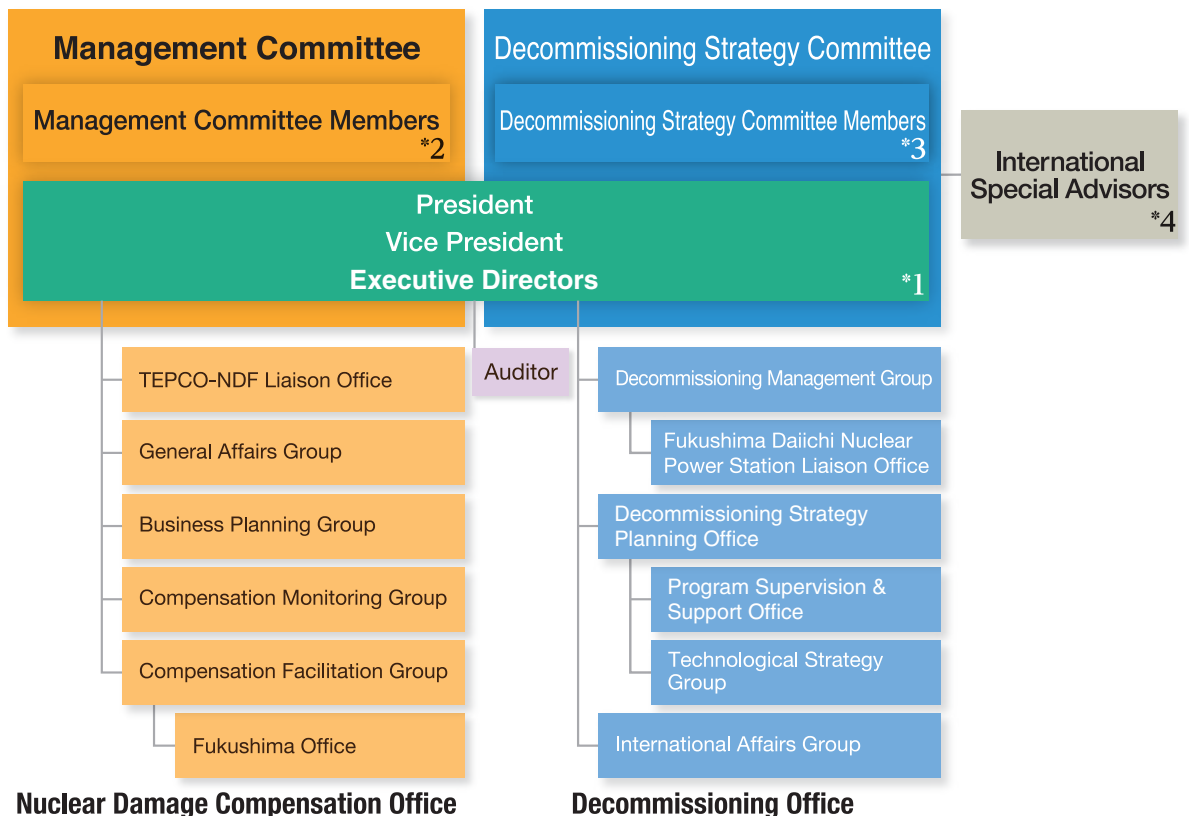 Management Committee
Management Committee Members
*2
Decommissioning Strategy Committee
Decommissioning Strategy Committee Members
*3
International
Special Advisors
*4
President
Vice President
Executive Directors
*1
Auditor
TEPCO-NDF Liaison Office
General Affairs Group
Business Planning Group
Compensation Monitoring Group
Compensation Facilitation Group
Fukushima Office
Nuclear Damage Compensation Office
Decommissioning Management Group
Fukushima Daiichi Nuclear
Power Station Liaison Office
Decommissioning Strategy
Planning Office
Program Supervision &
Support Office
Technological Strategy
Group
International Affairs Group
Decommissioning Office